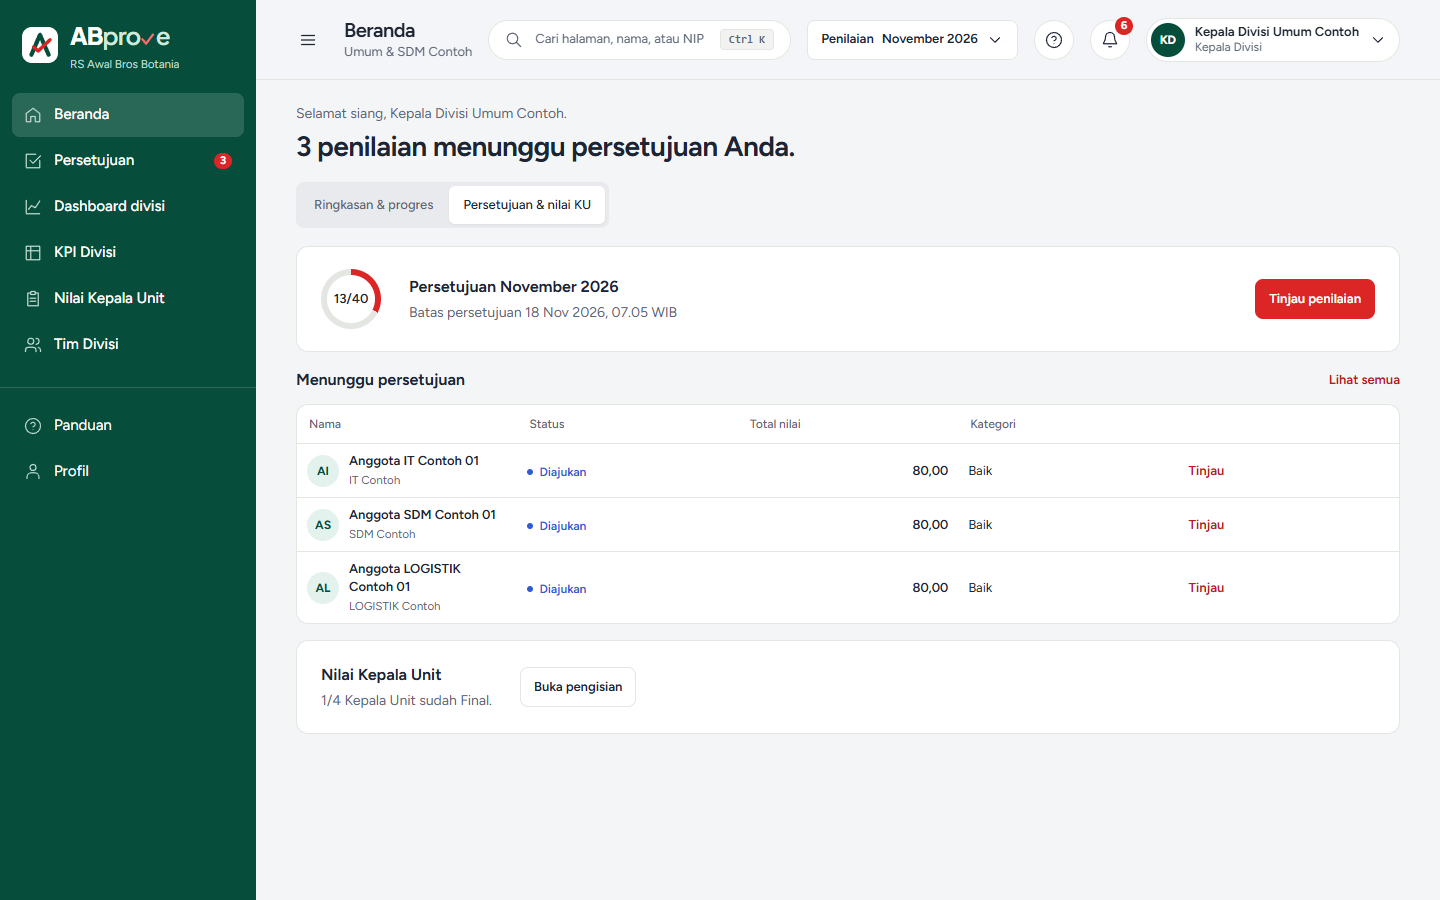 ABprove
RS Awal Bros Botania
Beranda
Persetujuan 3
Dashboard divisi
KPI Divisi
Nilai Kepala Unit
Tim Divisi
Panduan
Profil
Beranda
Umum & SDM Contoh
Cari halaman, nama, atau NIP Ctrl K
Penilaian November 2026
6
KD
Kepala Divisi Umum Contoh
Kepala Divisi
Selamat siang, Kepala Divisi Umum Contoh.
3 penilaian menunggu persetujuan Anda.
Ringkasan & progres Persetujuan & nilai KU
13/40
Persetujuan November 2026
Batas persetujuan 18 Nov 2026, 07.05 WIB
Tinjau penilaian
Menunggu persetujuan Lihat semua
Nama Status Total nilai Kategori
AI Anggota IT Contoh 01 Diajukan 80,00 Baik Tinjau
IT Contoh
AS Anggota SDM Contoh 01 Diajukan 80,00 Baik Tinjau
SDM Contoh
AL Anggota LOGISTIK Contoh 01 Diajukan 80,00 Baik Tinjau
LOGISTIK Contoh
Nilai Kepala Unit
1/4 Kepala Unit sudah Final.
Buka pengisian